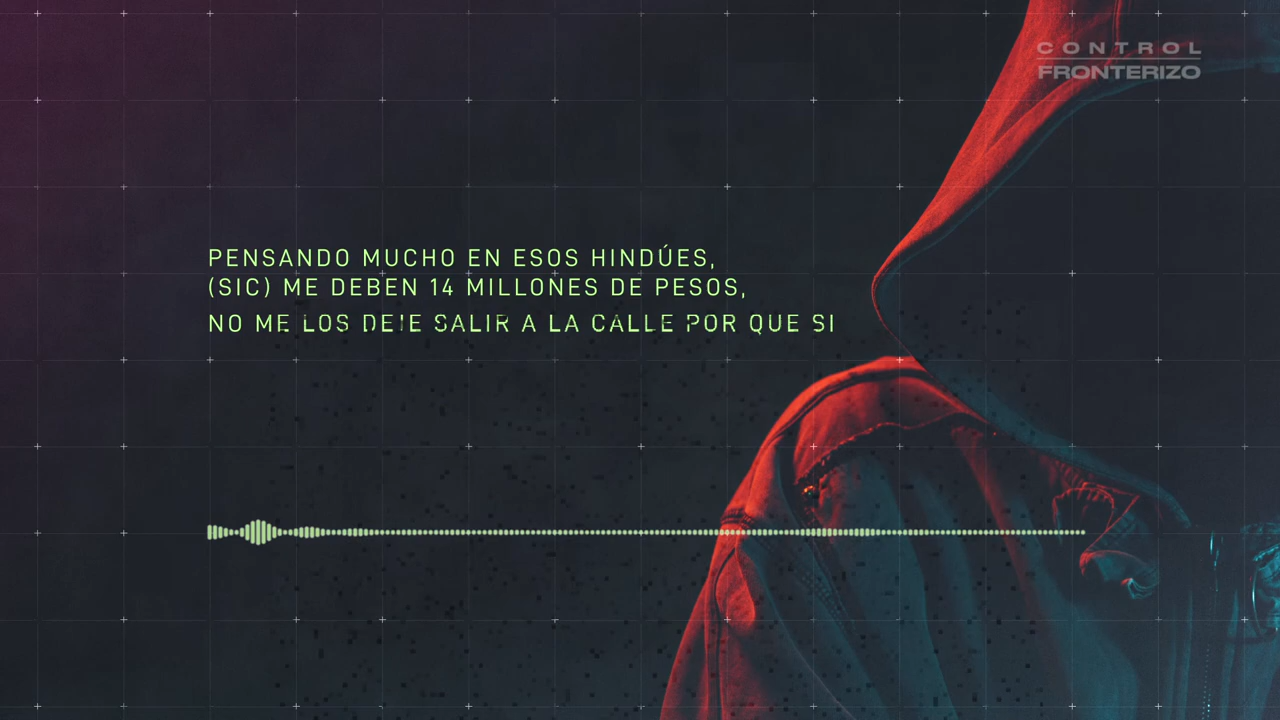 CONTROL
FRONTERIZO
PENSANDO MUCHO EN ESOS HINDÚES,
(SIC) ME DEBEN 14 MILLONES DE PESOS,
NO ME LOS DEJE SALIR A LA CALLE POR QUE SI